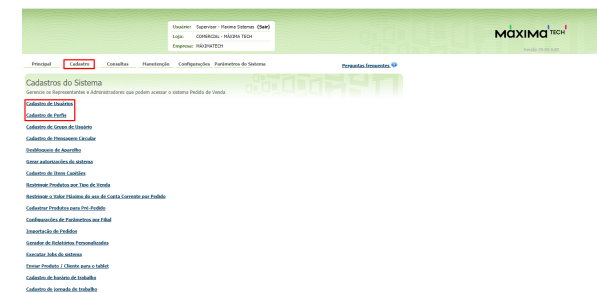 Usuário: Supervisor - Maxima Sistemas (Sair)
Loja: COMERCIAL - MÁXIMA TECH
Empresa: MÁXIMATECH
MÁXIMA TECH
Principal Cadastro Consultas Manutenção Configurações Parâmetros do Sistema Perguntas frequentes
Cadastros do Sistema
Gerencie os Representantes e Administradores que podem acessar o sistema Pedido de Venda
Cadastro de Usuários
Cadastro de Perfis
Cadastro de Grupo de Usuário
Cadastro de Mensagem Circular
Desbloqueio de Aparelho
Gerar autorizações do sistema
Cadastro de Itens Capitães
Restringir Produtos por Tipo de Venda
Restringir o Valor Máximo do uso de Conta Corrente por Pedido
Cadastrar Produtos para Pré-Pedido
Configurações de Parâmetros por Filial
Importação de Pedidos
Gerador de Relatórios Personalizados
Executar Jobs do sistema
Enviar Produto / Cliente para o tablet
Cadastro de horário de trabalho
Cadastro de jornada de trabalho